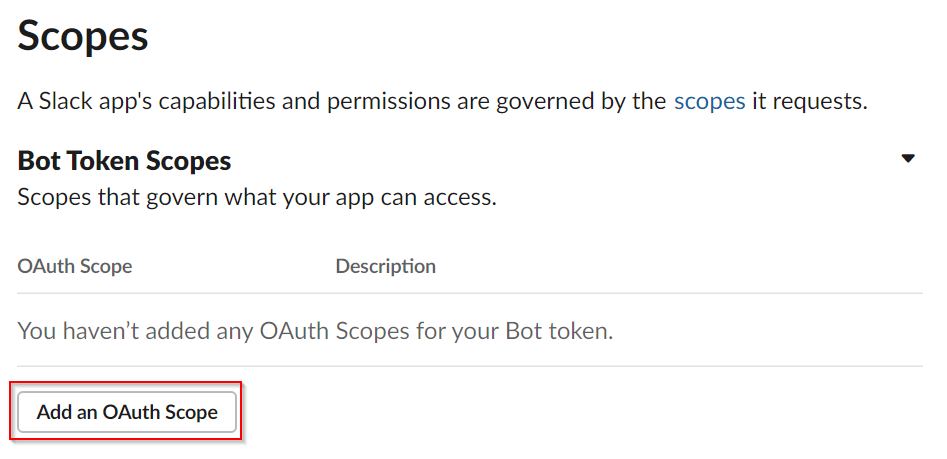 Scopes
A Slack app's capabilities and permissions are governed by the scopes it requests.
Bot Token Scopes
Scopes that govern what your app can access.
OAuth Scope Description
You haven’t added any OAuth Scopes for your Bot token.
Add an OAuth Scope